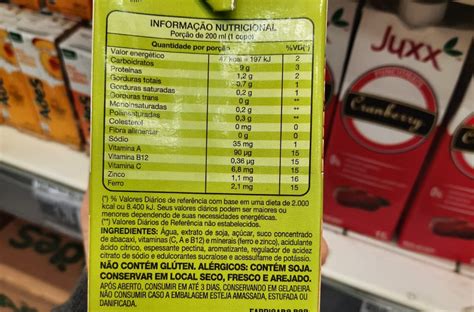 INFORMAÇÃO NUTRICIONAL
Porção de 200 ml (1 copo)
Quantidade por porção %VD(*)
Valor energético 47 kcal = 197 kJ 2
Carboidratos 9 g 3
Proteínas 1,2 g 2
Gorduras totais 0,7 g 1
Gorduras saturadas 0,2 g 1
Gorduras trans 0 g **
Monoinsaturadas 0,2 g **
Poliinsaturadas 0,3 g **
Colesterol 0 mg 0
Fibra alimentar 0 g 0
Sódio 35 mg 1
Vitamina A 90 µg 15
Vitamina B12 0,36 µg 15
Vitamina C 6,8 mg 15
Zinco 1,1 mg 16
Ferro 2,1 mg 15
(*) % Valores Diários de referência com base em uma dieta de 2.000
kcal ou 8.400 kJ. Seus valores diários podem ser maiores ou
menores dependendo de suas necessidades energéticas.
(**) Valores Diários de Referência não estabelecidos.
INGREDIENTES: Água, extrato de soja, açúcar, suco concentrado
de abacaxi, vitaminas (C, A e B12) e minerais (ferro e zinco), acidulante
ácido cítrico, espessante pectina, aromatizante, regulador de acidez
citrato de sódio e edulcorantes sucralose e acessulfame de potássio.
NÃO CONTÉM GLÚTEN. ALÉRGICOS: CONTÉM SOJA.
CONSERVAR EM LOCAL SECO, FRESCO E AREJADO.
APÓS ABERTO, CONSUMIR EM ATÉ 3 DIAS, CONSERVANDO EM GELADEIRA.
NÃO CONSUMIR CASO A EMBALAGEM ESTEJA AMASSADA, ESTUFADA OU
DANIFICADA.
FABRICADO POR
Juxx
Cranberry